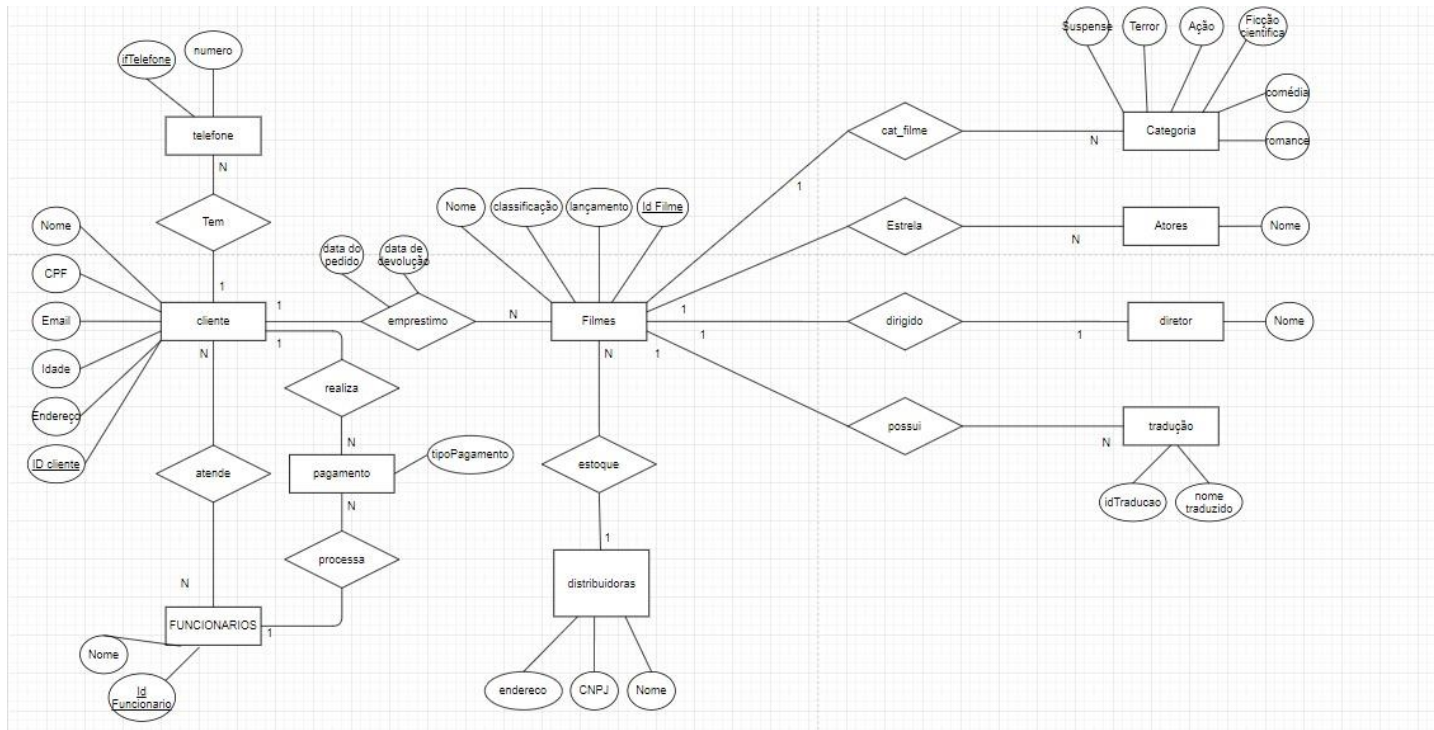 Suspense
Terror
Ação
Ficção
científica
numero
ifTelefone
comédia
telefone
cat_filme
Categoria
N
romance
N
1
Nome
classificação
lançamento
Id Filme
Nome
Tem
Estrela
Atores
Nome
N
data do
pedido
data de
devolução
CPF
1
1
N
1
Email
cliente
emprestimo
Filmes
dirigido
diretor
Nome
1
1
1
N
N
1
Idade
realiza
Endereço
possui
tradução
N
N
ID cliente
atende
pagamento
tipoPagamento
estoque
N
idTraducao
nome
traduzido
1
processa
distribuidoras
N
FUNCIONARIOS
1
Nome
Id
Funcionario
endereco
CNPJ
Nome